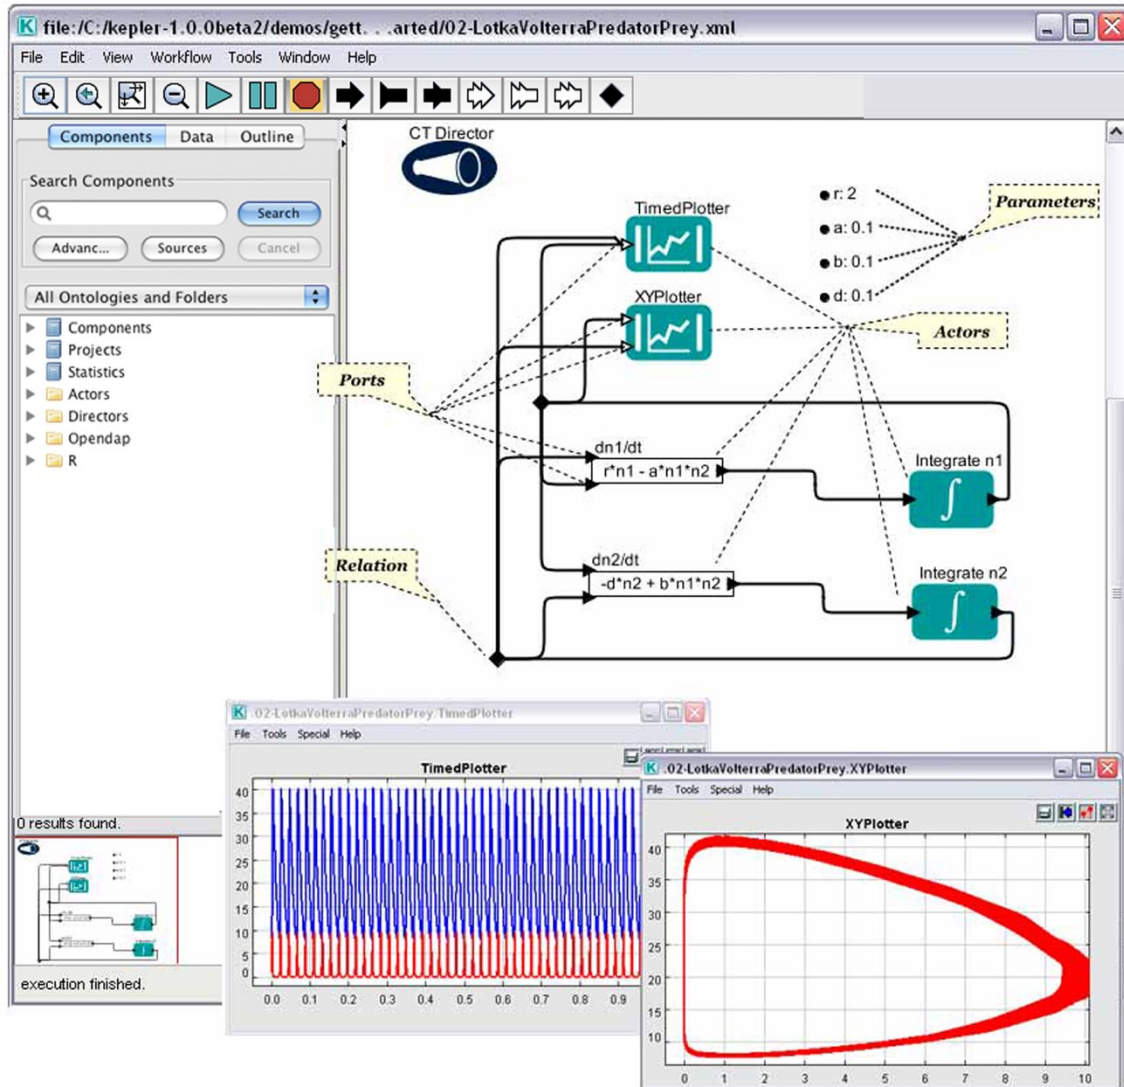 file:/C:/kepler-1.0.0beta2/demos/gett. . .arted/02-LotkaVolterraPredatorPrey.xml
File Edit View Workflow Tools Window Help
Components Data Outline
Search Components
Search
Advanc... Sources Cancel
All Ontologies and Folders
Components
Projects
Statistics
Actors
Directors
Opendap
R
0 results found.
execution finished.
CT Director
TimedPlotter
XYPlotter
r: 2
a: 0.1
b: 0.1
d: 0.1
Parameters
Actors
Ports
Relation
dn1/dt
r*n1 - a*n1*n2
Integrate n1
dn2/dt
-d*n2 + b*n1*n2
Integrate n2
.02-LotkaVolterraPredatorPrey.TimedPlotter
File Tools Special Help
TimedPlotter
40
35
30
25
20
15
10
5
0
0.0 0.1 0.2 0.3 0.4 0.5 0.6 0.7 0.8 0.9
.02-LotkaVolterraPredatorPrey.XYPlotter
File Tools Special Help
XYPlotter
40
35
30
25
20
15
10
0 1 2 3 4 5 6 7 8 9 10